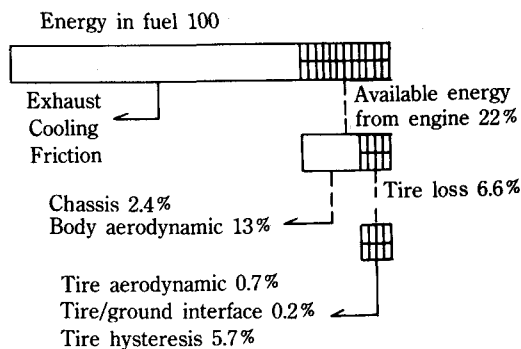 Energy in fuel 100
Exhaust
Cooling
Friction
Available energy
from engine 22%
Tire loss 6.6%
Chassis 2.4%
Body aerodynamic 13%
Tire aerodynamic 0.7%
Tire/ground interface 0.2%
Tire hysteresis 5.7%